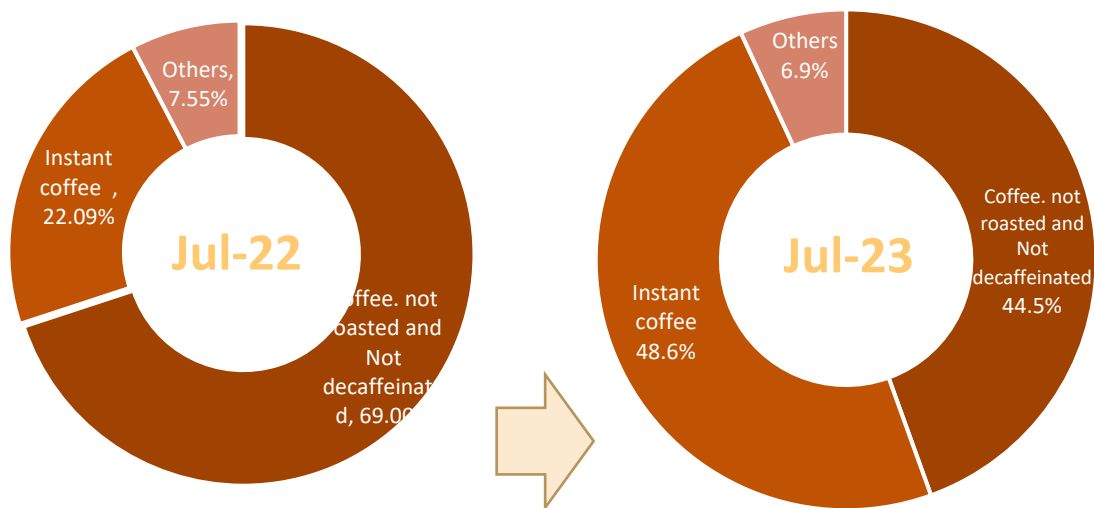 Others,
7.55%
Instant
coffee ,
22.09%
Jul-22
offee. not
oasted and
Not
decaffeinat
d, 69.00
Others
6.9%
Coffee. not
roasted and
Not
decaffeinated
44.5%
Jul-23
Instant
coffee
48.6%